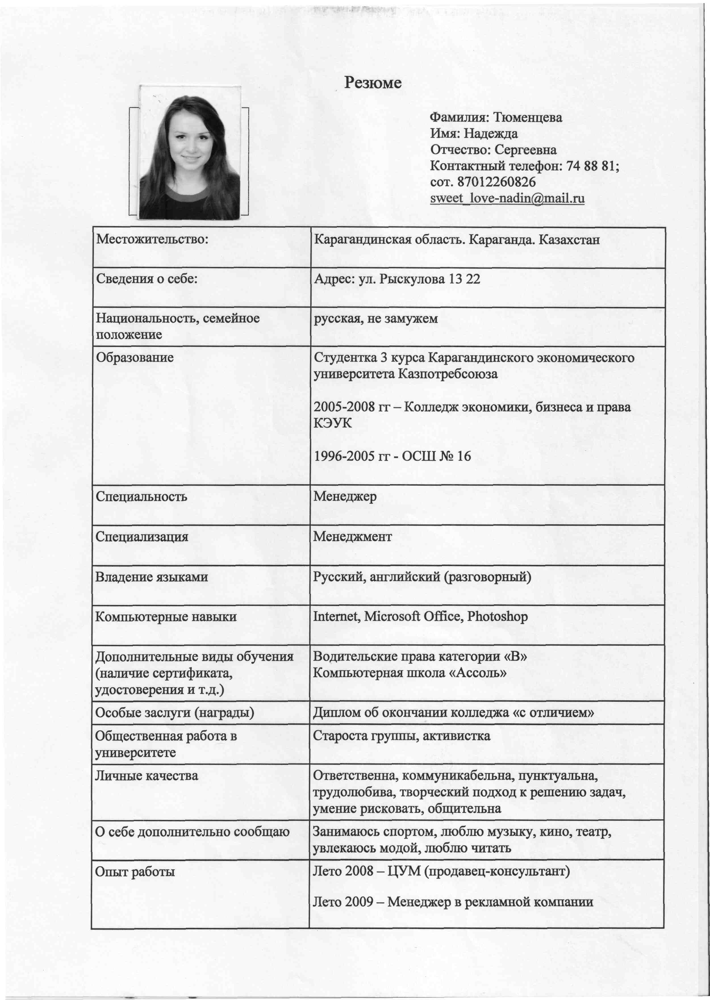 Резюме
Фамилия: Тюменцева
Имя: Надежда
Отчество: Сергеевна
Контактный телефон: 74 88 81;
сот. 87012260826
sweet_love-nadin@mail.ru
Местожительство:
Карагандинская область. Караганда. Казахстан
Сведения о себе:
Адрес: ул. Рыскулова 13 22
Национальность, семейное
положение
русская, не замужем
Образование
Студентка 3 курса Карагандинского экономического
университета Казпотребсоюза
2005-2008 гг – Колледж экономики, бизнеса и права
КЭУК
1996-2005 гг - ОСШ № 16
Специальность
Менеджер
Специализация
Менеджмент
Владение языками
Русский, английский (разговорный)
Компьютерные навыки
Internet, Microsoft Office, Photoshop
Дополнительные виды обучения
(наличие сертификата,
удостоверения и т.д.)
Водительские права категории «В»
Компьютерная школа «Ассоль»
Особые заслуги (награды)
Диплом об окончании колледжа «с отличием»
Общественная работа в
университете
Староста группы, активистка
Личные качества
Ответственна, коммуникабельна, пунктуальна,
трудолюбива, творческий подход к решению задач,
умение рисковать, общительна
О себе дополнительно сообщаю
Занимаюсь спортом, люблю музыку, кино, театр,
увлекаюсь модой, люблю читать
Опыт работы
Лето 2008 – ЦУМ (продавец-консультант)
Лето 2009 – Менеджер в рекламной компании